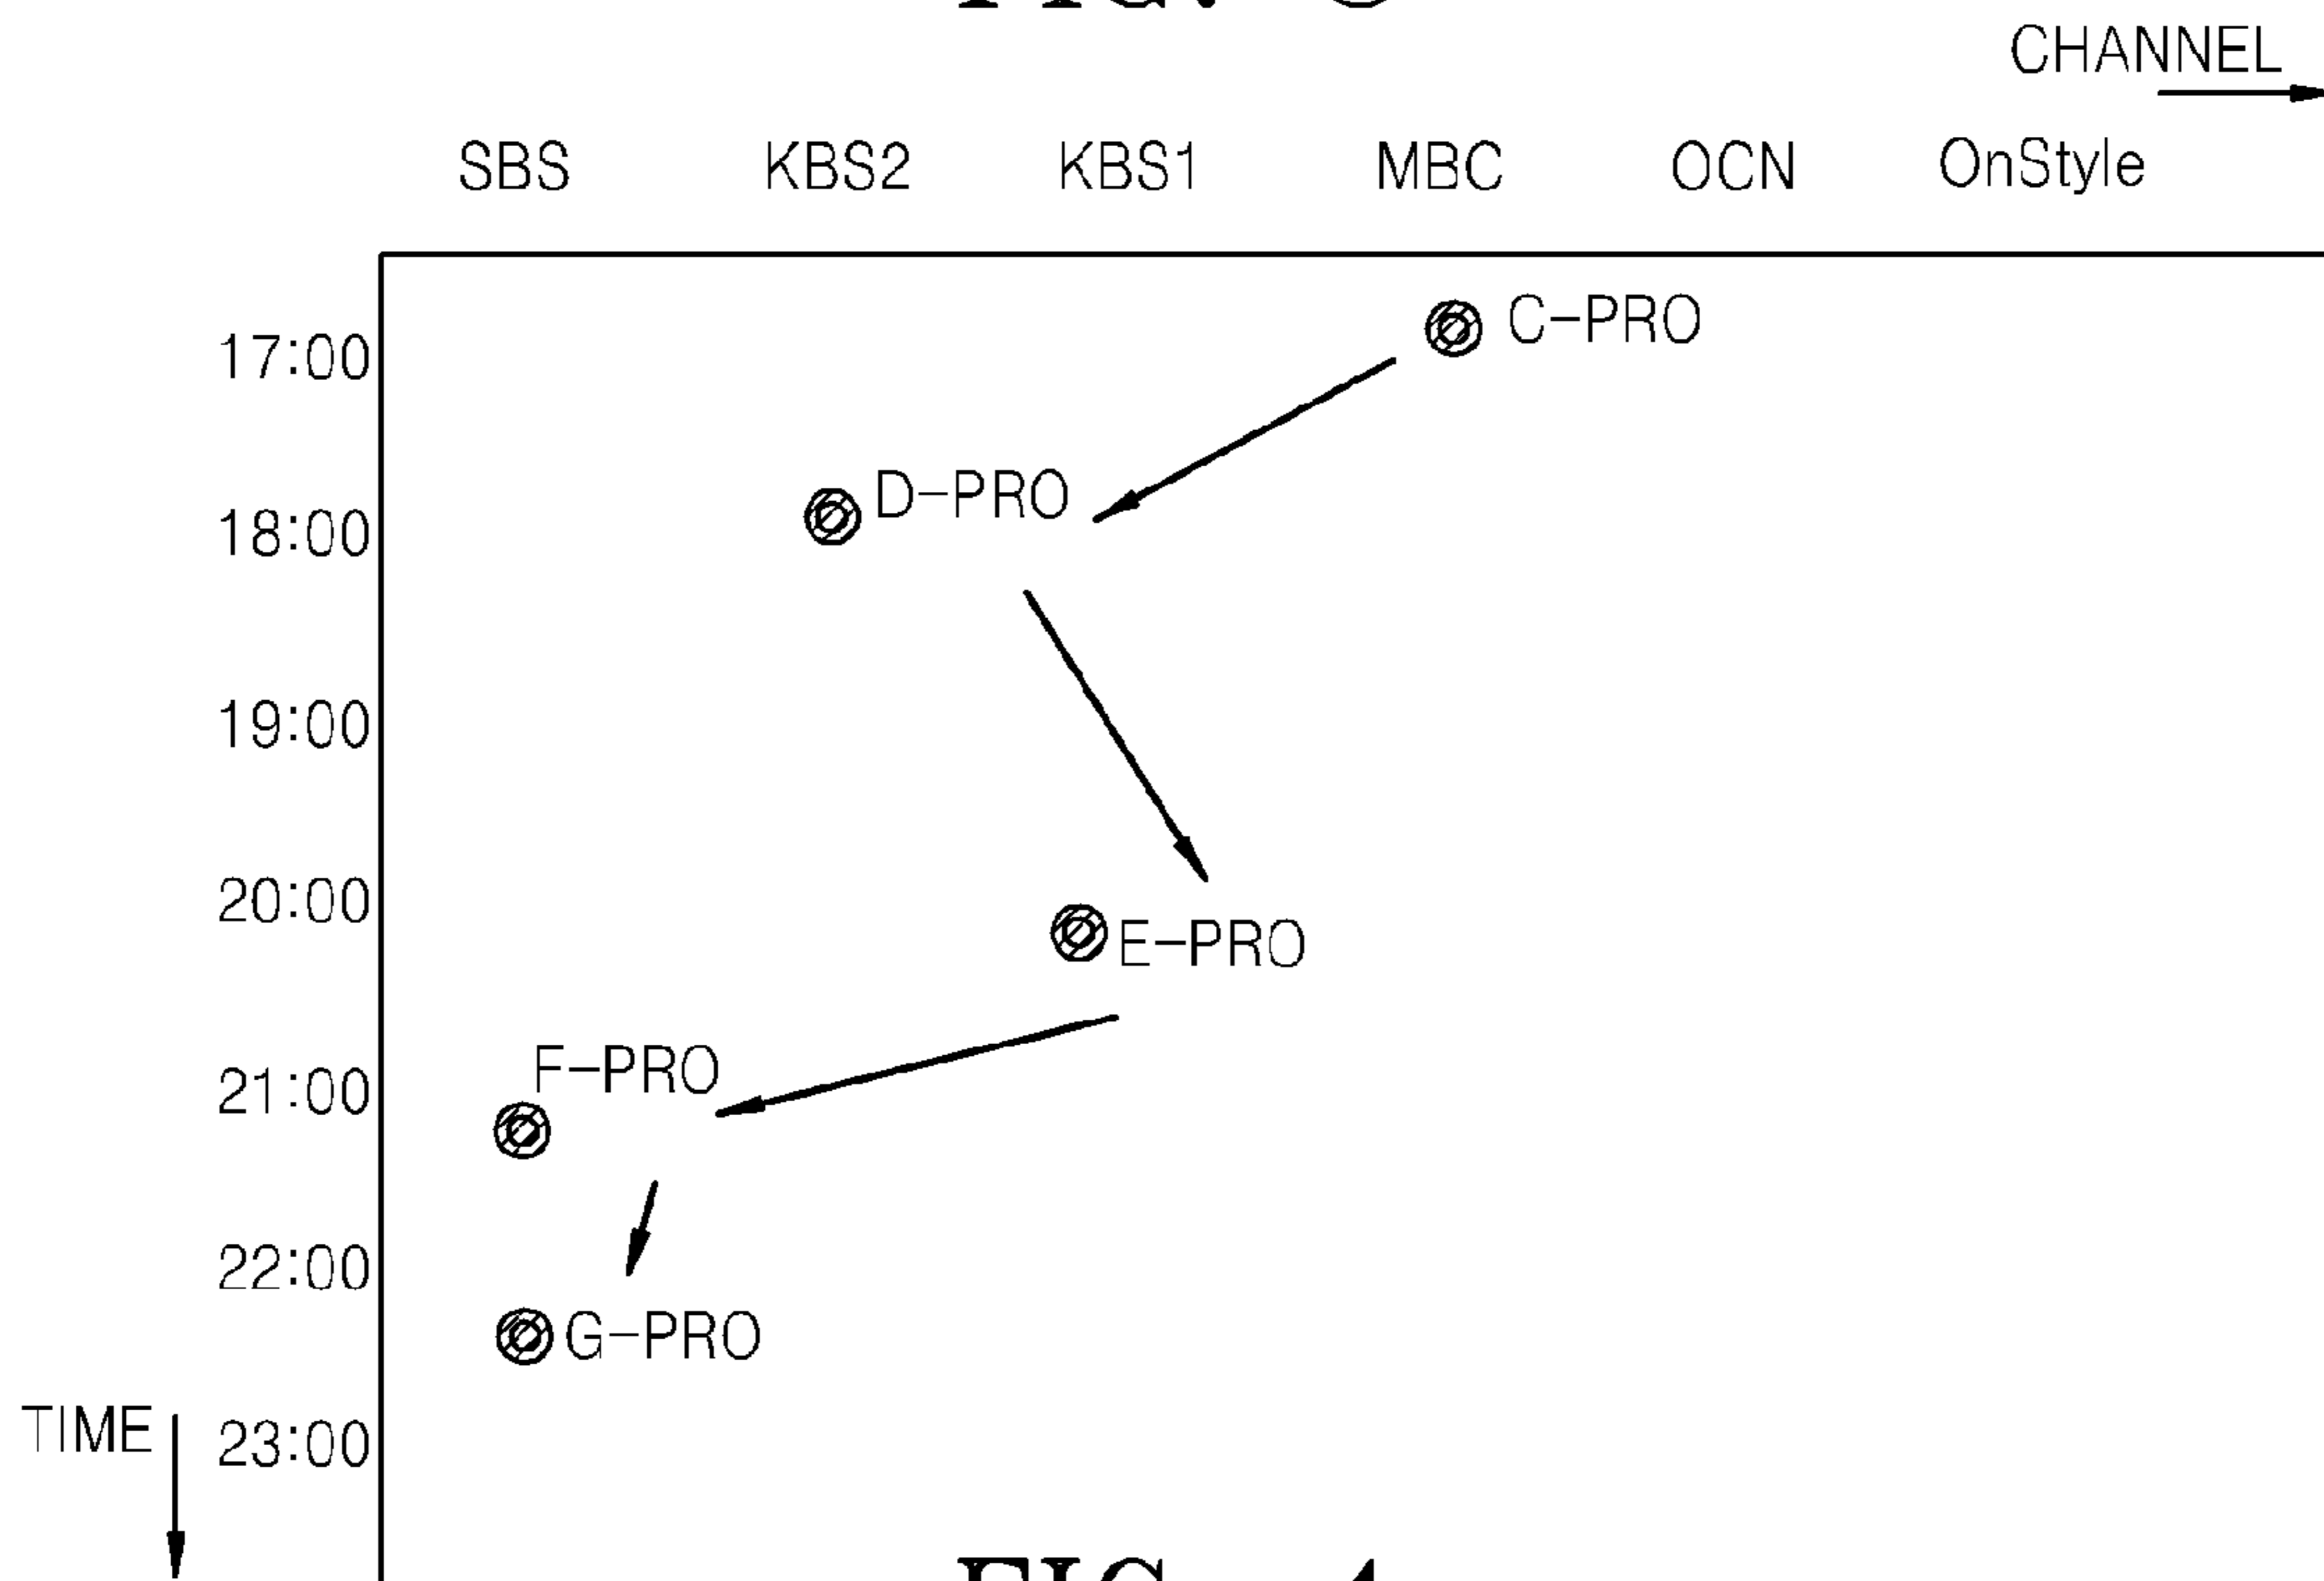 CHANNEL
SBS KBS2 KBS1 MBC OCN OnStyle
C-PRO
17:00
D-PRO
18:00
19:00
20:00
E-PRO
F-PRO
21:00
22:00
G-PRO
TIME 23:00